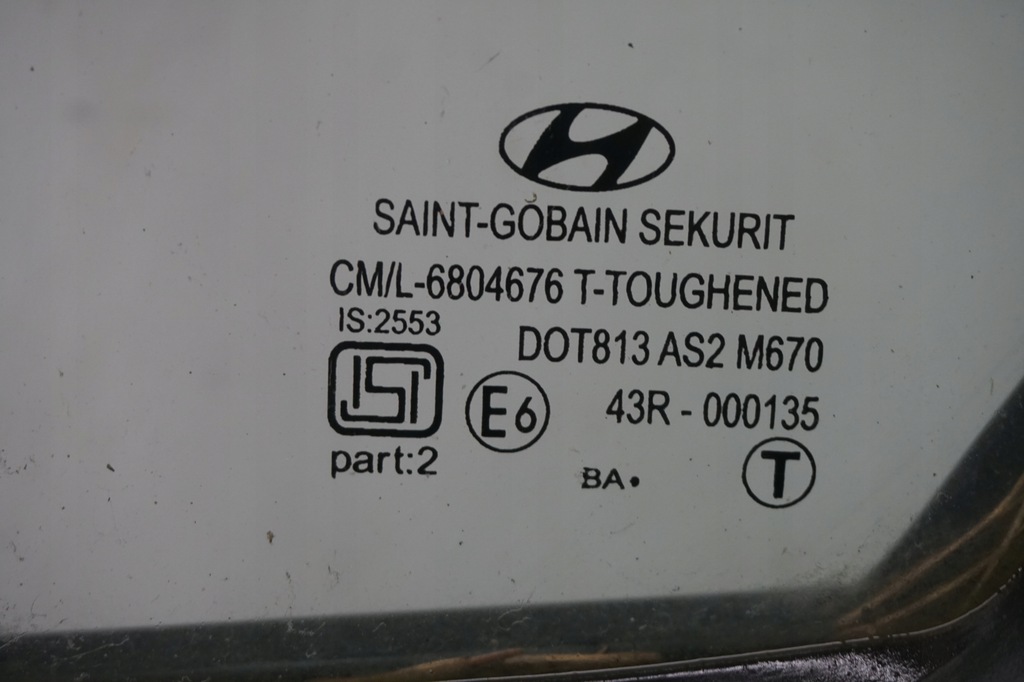 SAINT-GOBAIN SEKURIT
CM/L-6804676 T-TOUGHENED
IS:2553
DOT813 AS2 M670
ISI
E6
43R - 000135
part:2
BA.
T